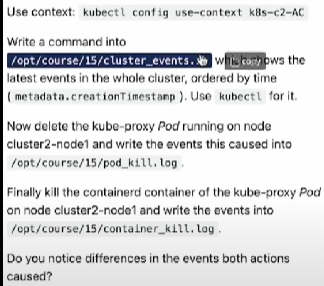 Use context: kubectl config use-context k8s-c2-AC
Write a command into
/opt/course/15/cluster_events. ows the
latest events in the whole cluster, ordered by time
( metadata.creationTimestamp ). Use kubectl for it.
Now delete the kube-proxy Pod running on node
cluster2-node1 and write the events this caused into
/opt/course/15/pod_kill.log .
Finally kill the containerd container of the kube-proxy Pod
on node cluster2-node1 and write the events into
/opt/course/15/container_kill.log .
Do you notice differences in the events both actions
caused?